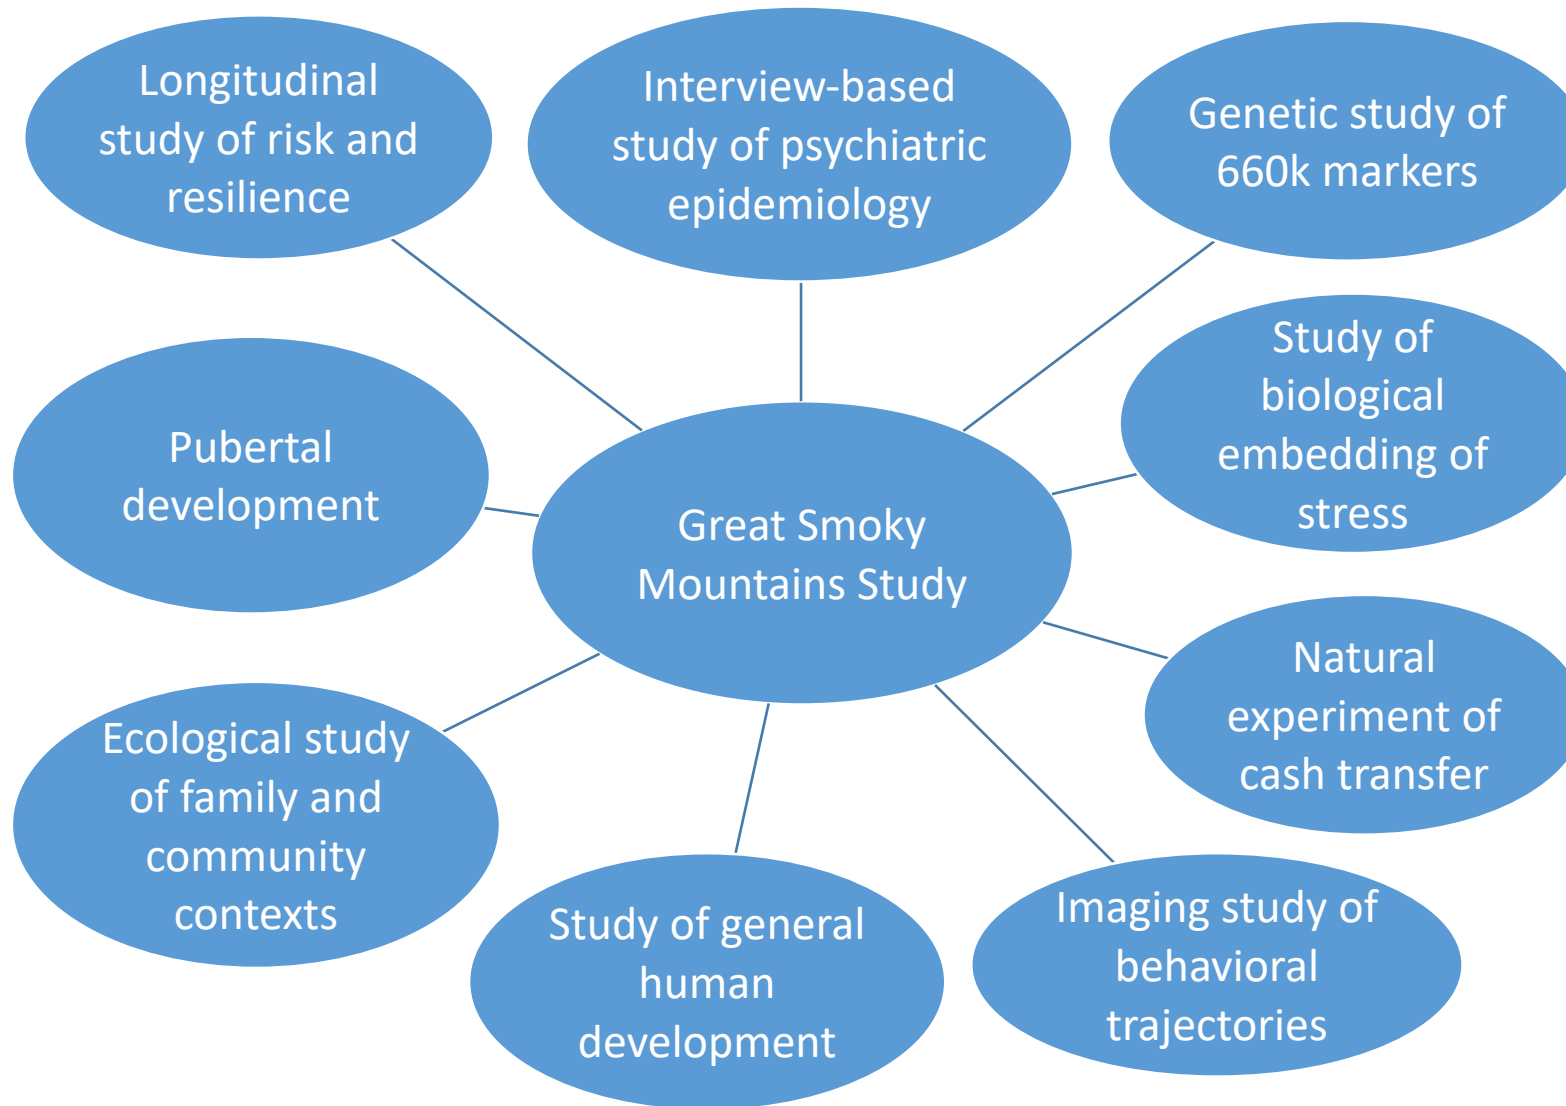 Longitudinal
study of risk and
resilience
Interview-based
study of psychiatric
epidemiology
Genetic study of
660k markers
Study of
biological
embedding of
stress
Pubertal
development
Great Smoky
Mountains Study
Natural
experiment of
cash transfer
Ecological study
of family and
community
contexts
Study of general
human
development
Imaging study of
behavioral
trajectories